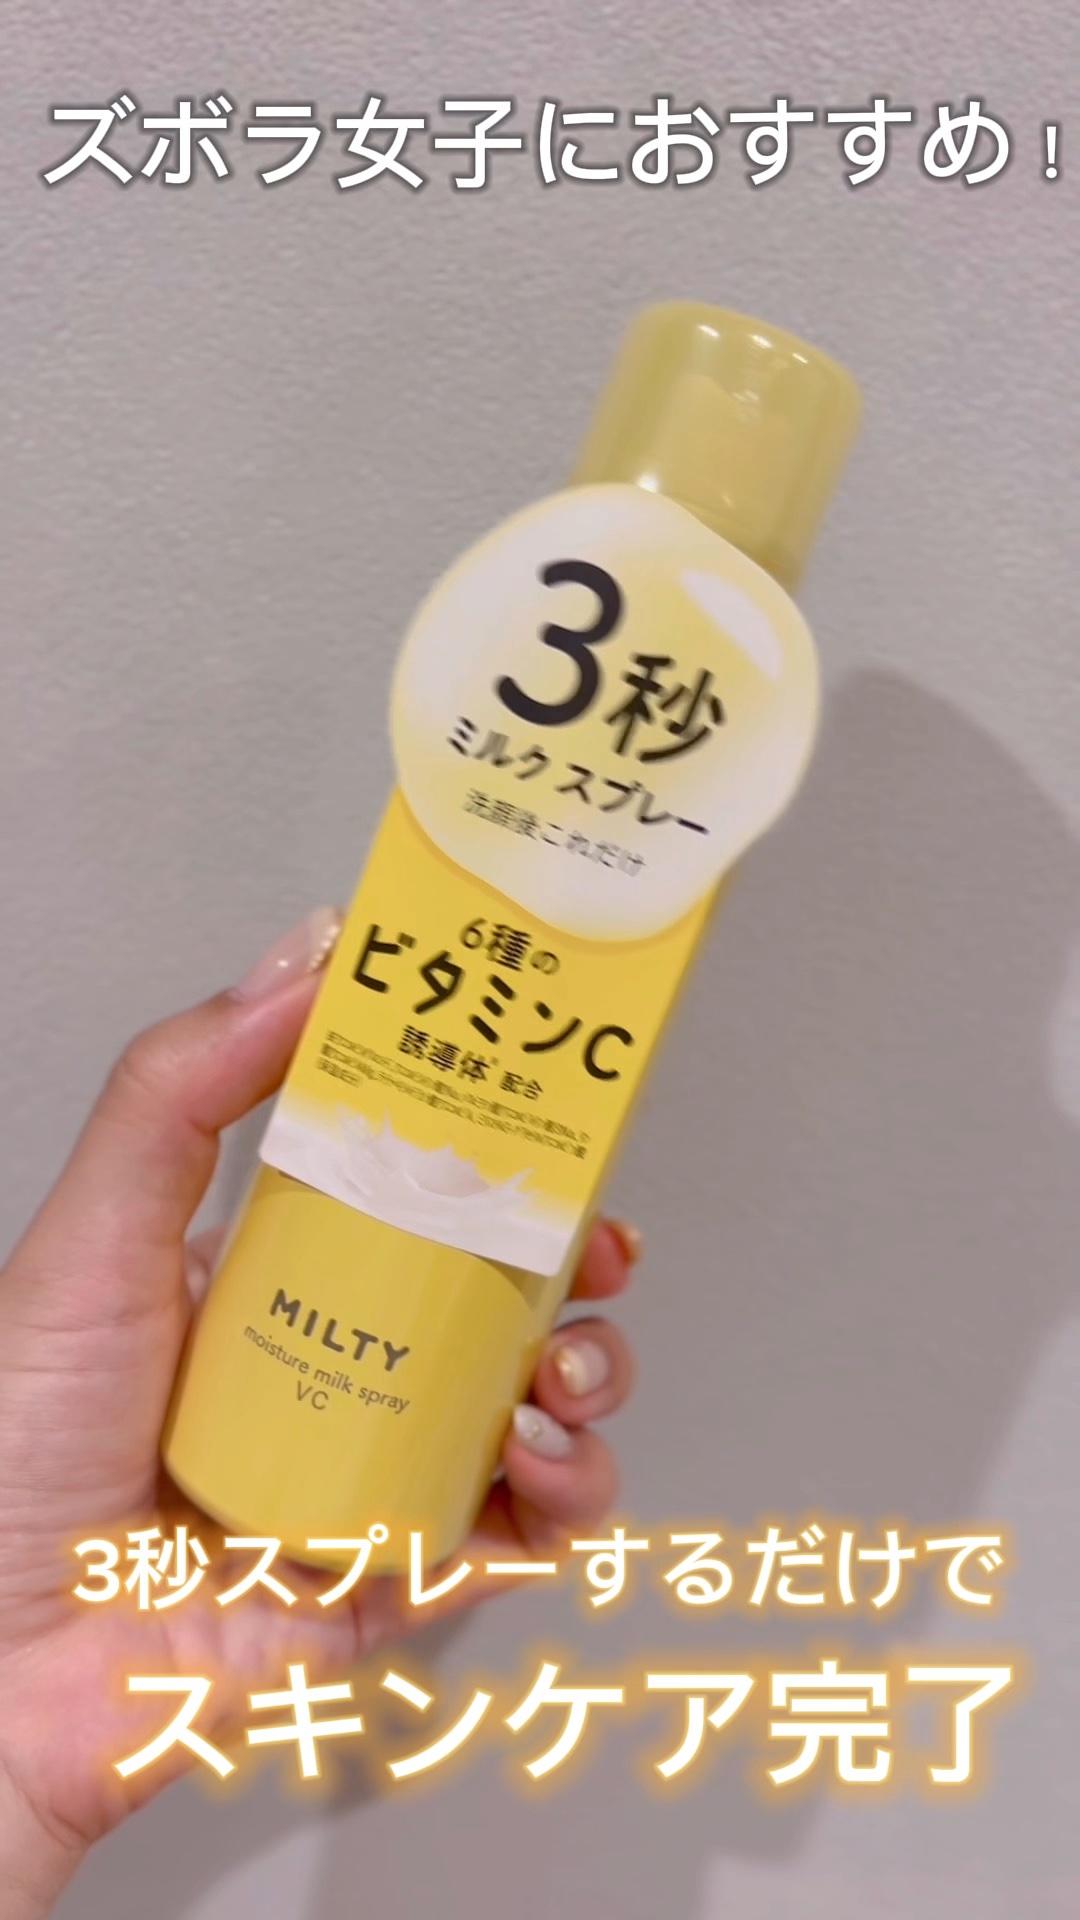 ズボラ女子におすすめ！
3秒
ミルク スプレー
洗顔後これだけ
6種の
ビタミンC
誘導体* 配合
MILTY
moisture milk spray
VC
3秒スプレーするだけで
スキンケア完了